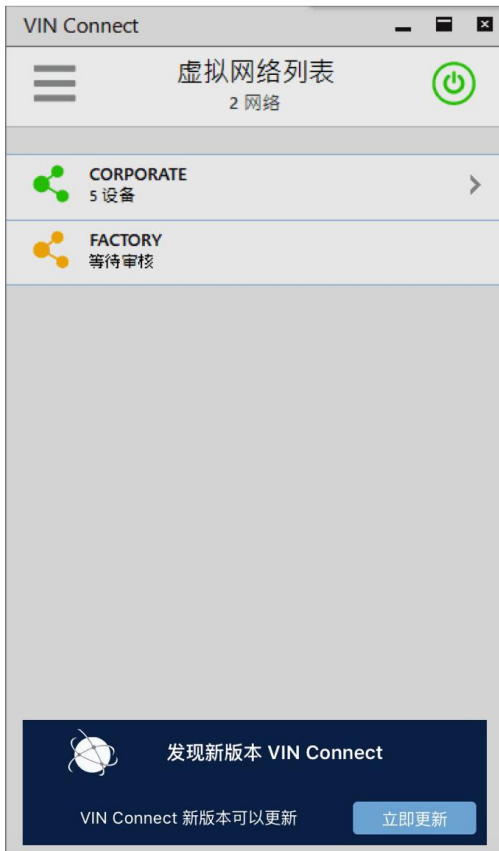 VIN Connect
虚拟网络列表
2 网络
CORPORATE
5 设备
FACTORY
等待审核
发现新版本 VIN Connect
VIN Connect 新版本可以更新
立即更新